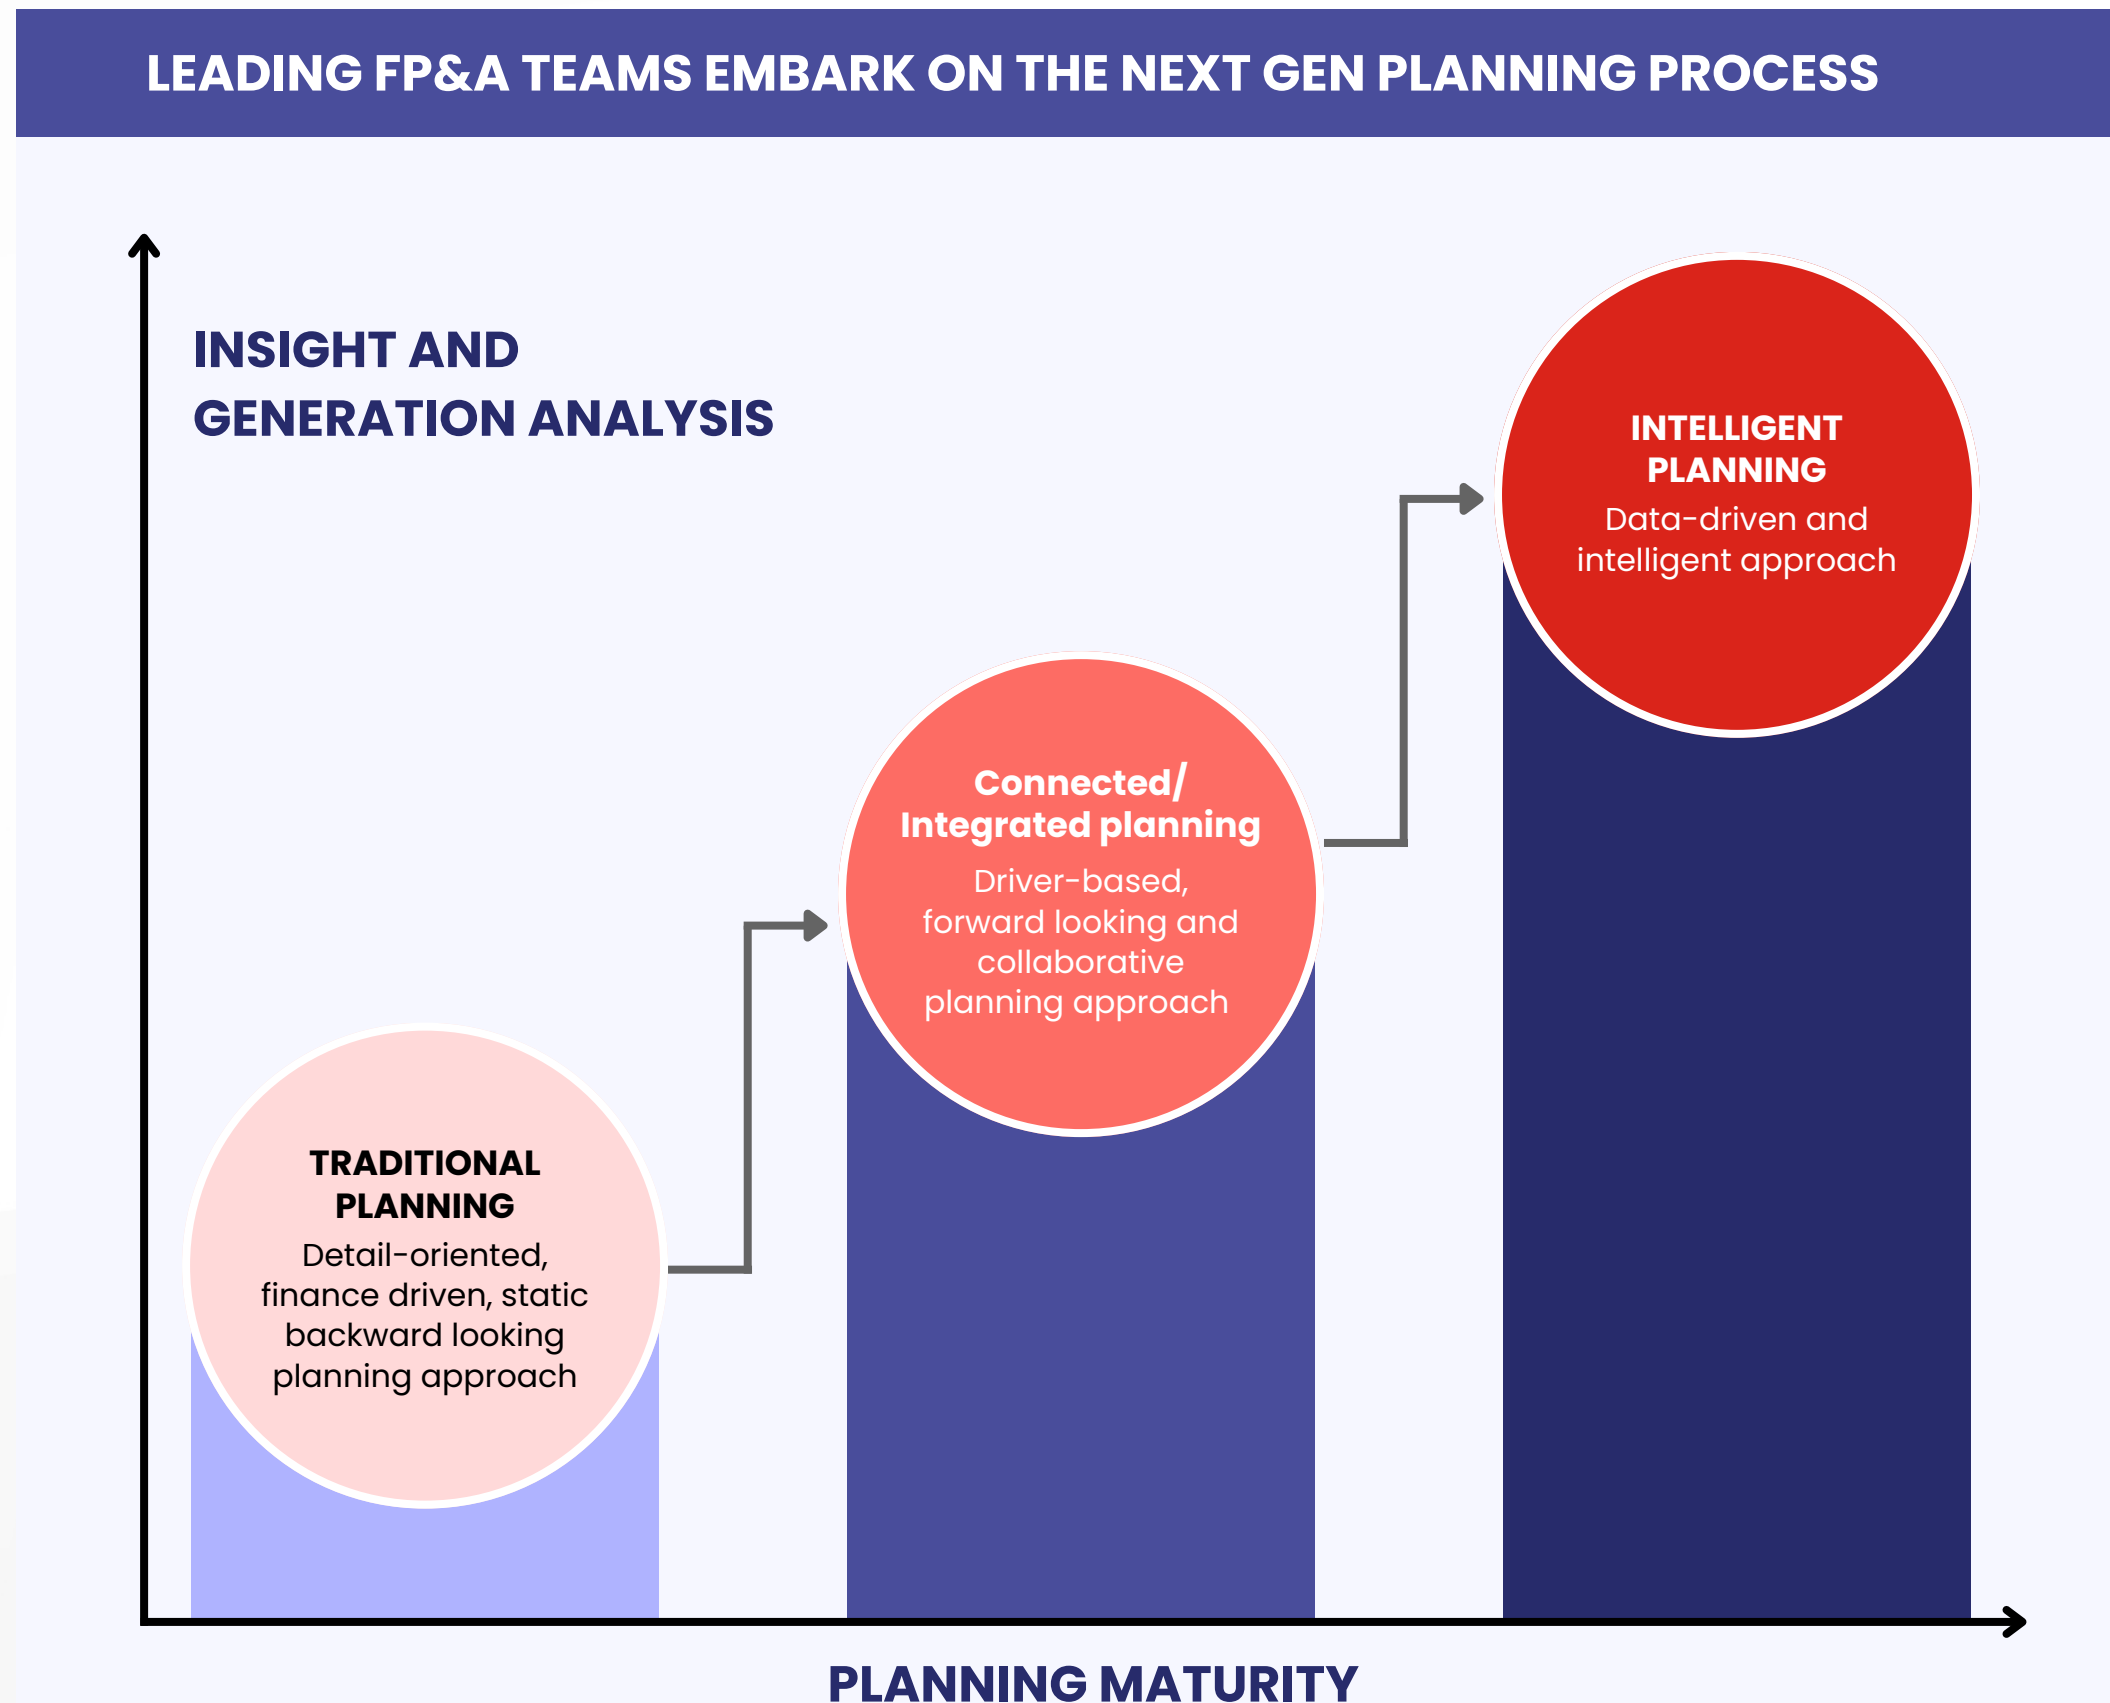 LEADING FP&A TEAMS EMBARK ON THE NEXT GEN PLANNING PROCESS
INSIGHT AND
GENERATION ANALYSIS
INTELLIGENT
PLANNING
Data-driven and
intelligent approach
Connected/
Integrated planning
Driver-based,
forward looking and
collaborative
planning approach
TRADITIONAL
PLANNING
Detail-oriented,
finance driven, static
backward looking
planning approach
PLANNING MATURITY